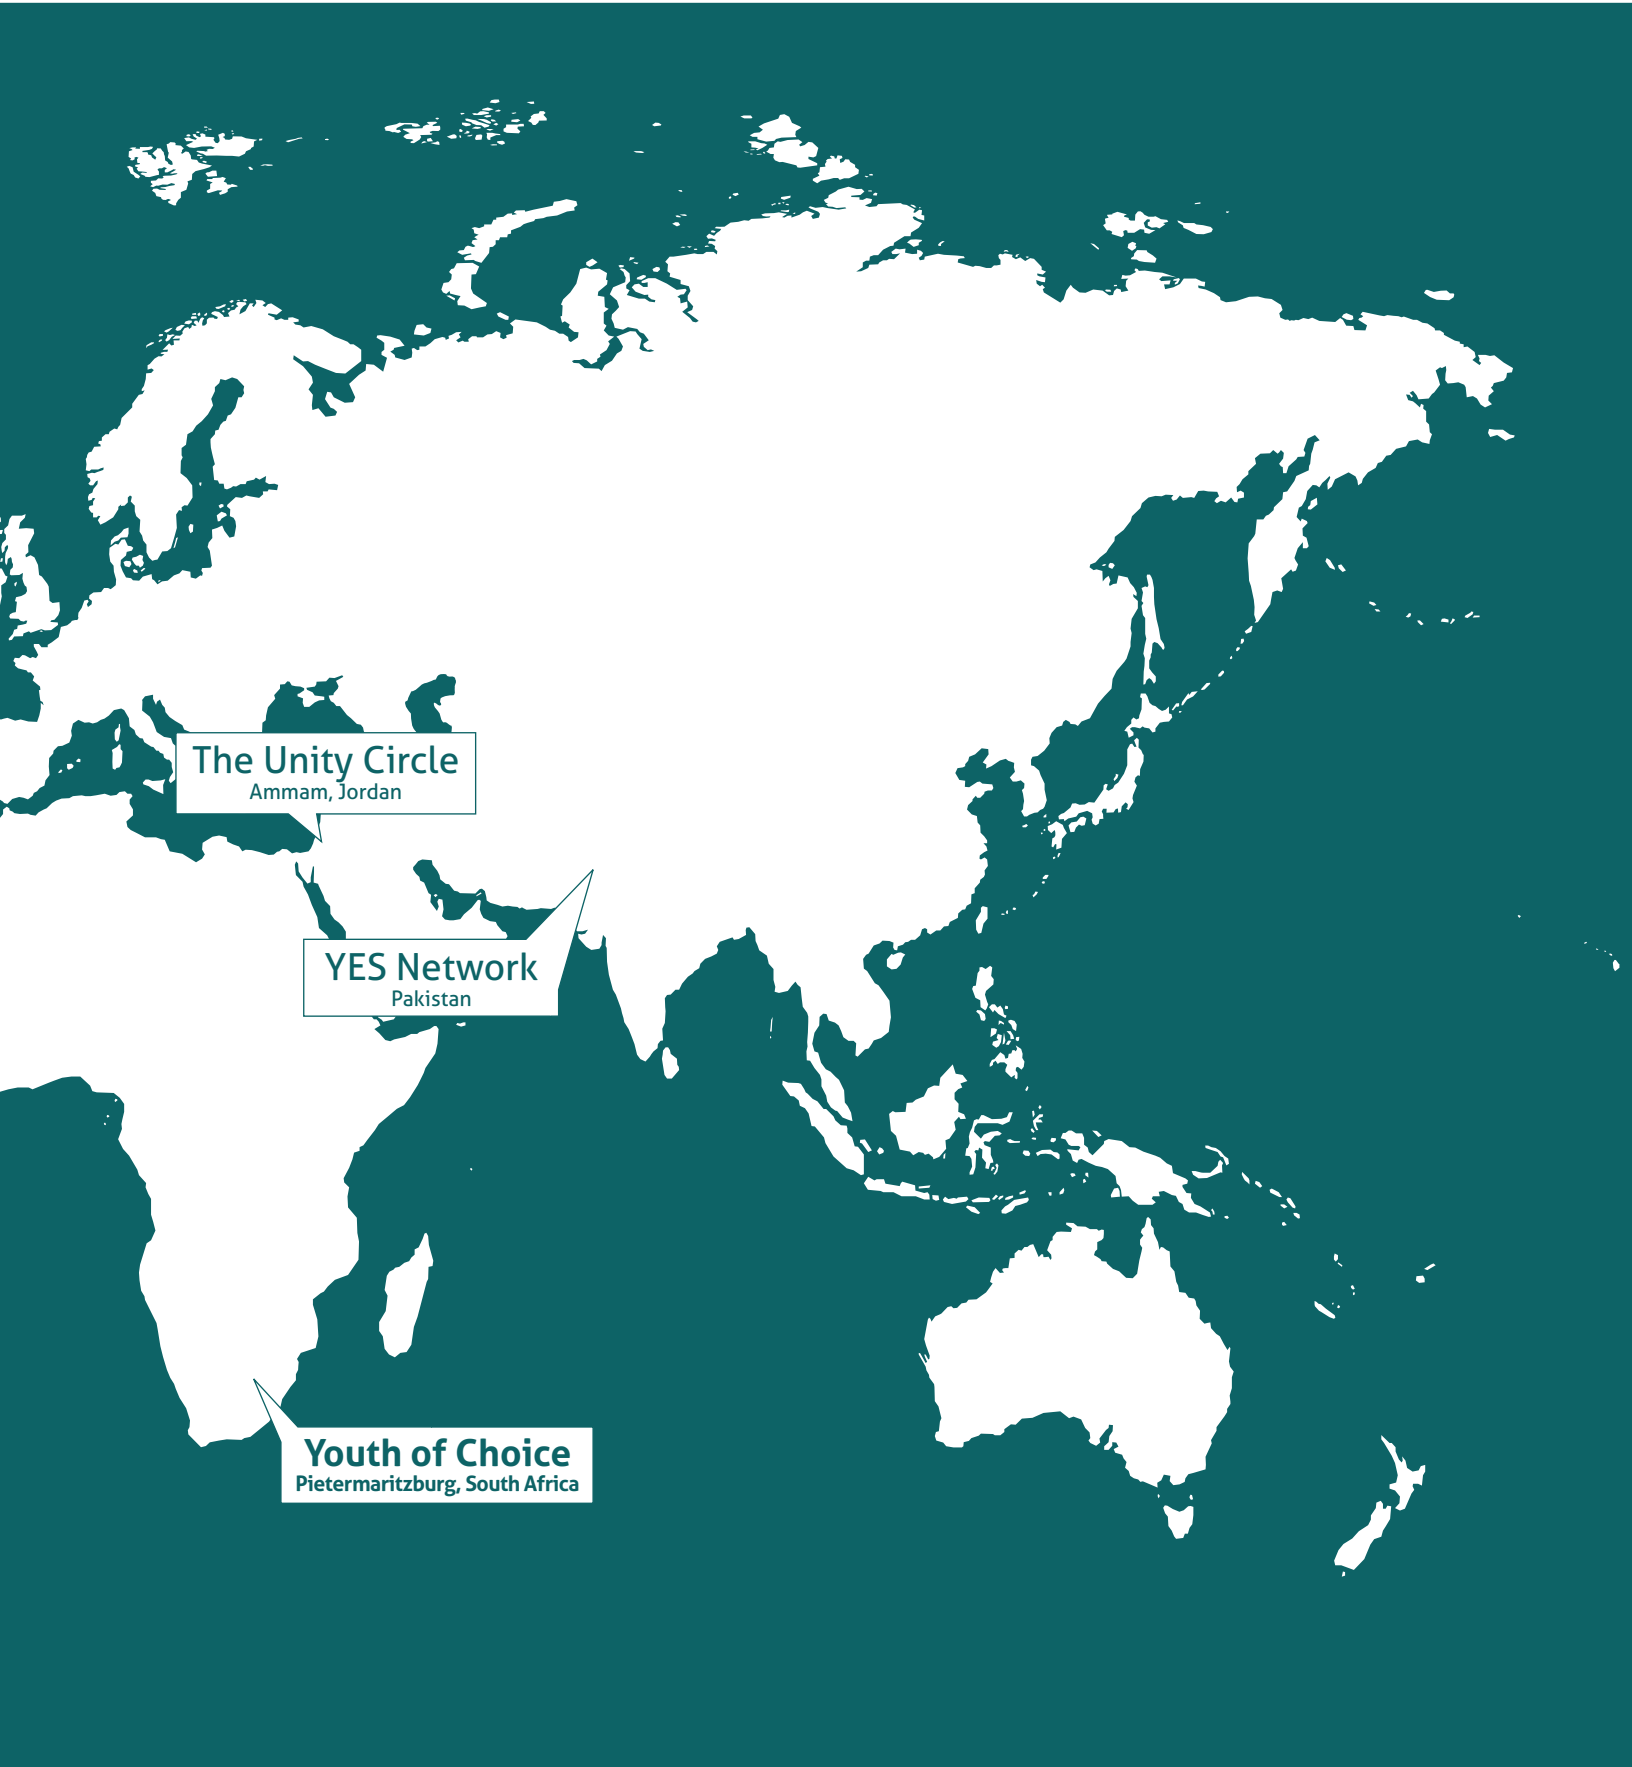 The Unity Circle
Ammam, Jordan
YES Network
Pakistan
Youth of Choice
Pietermaritzburg, South Africa